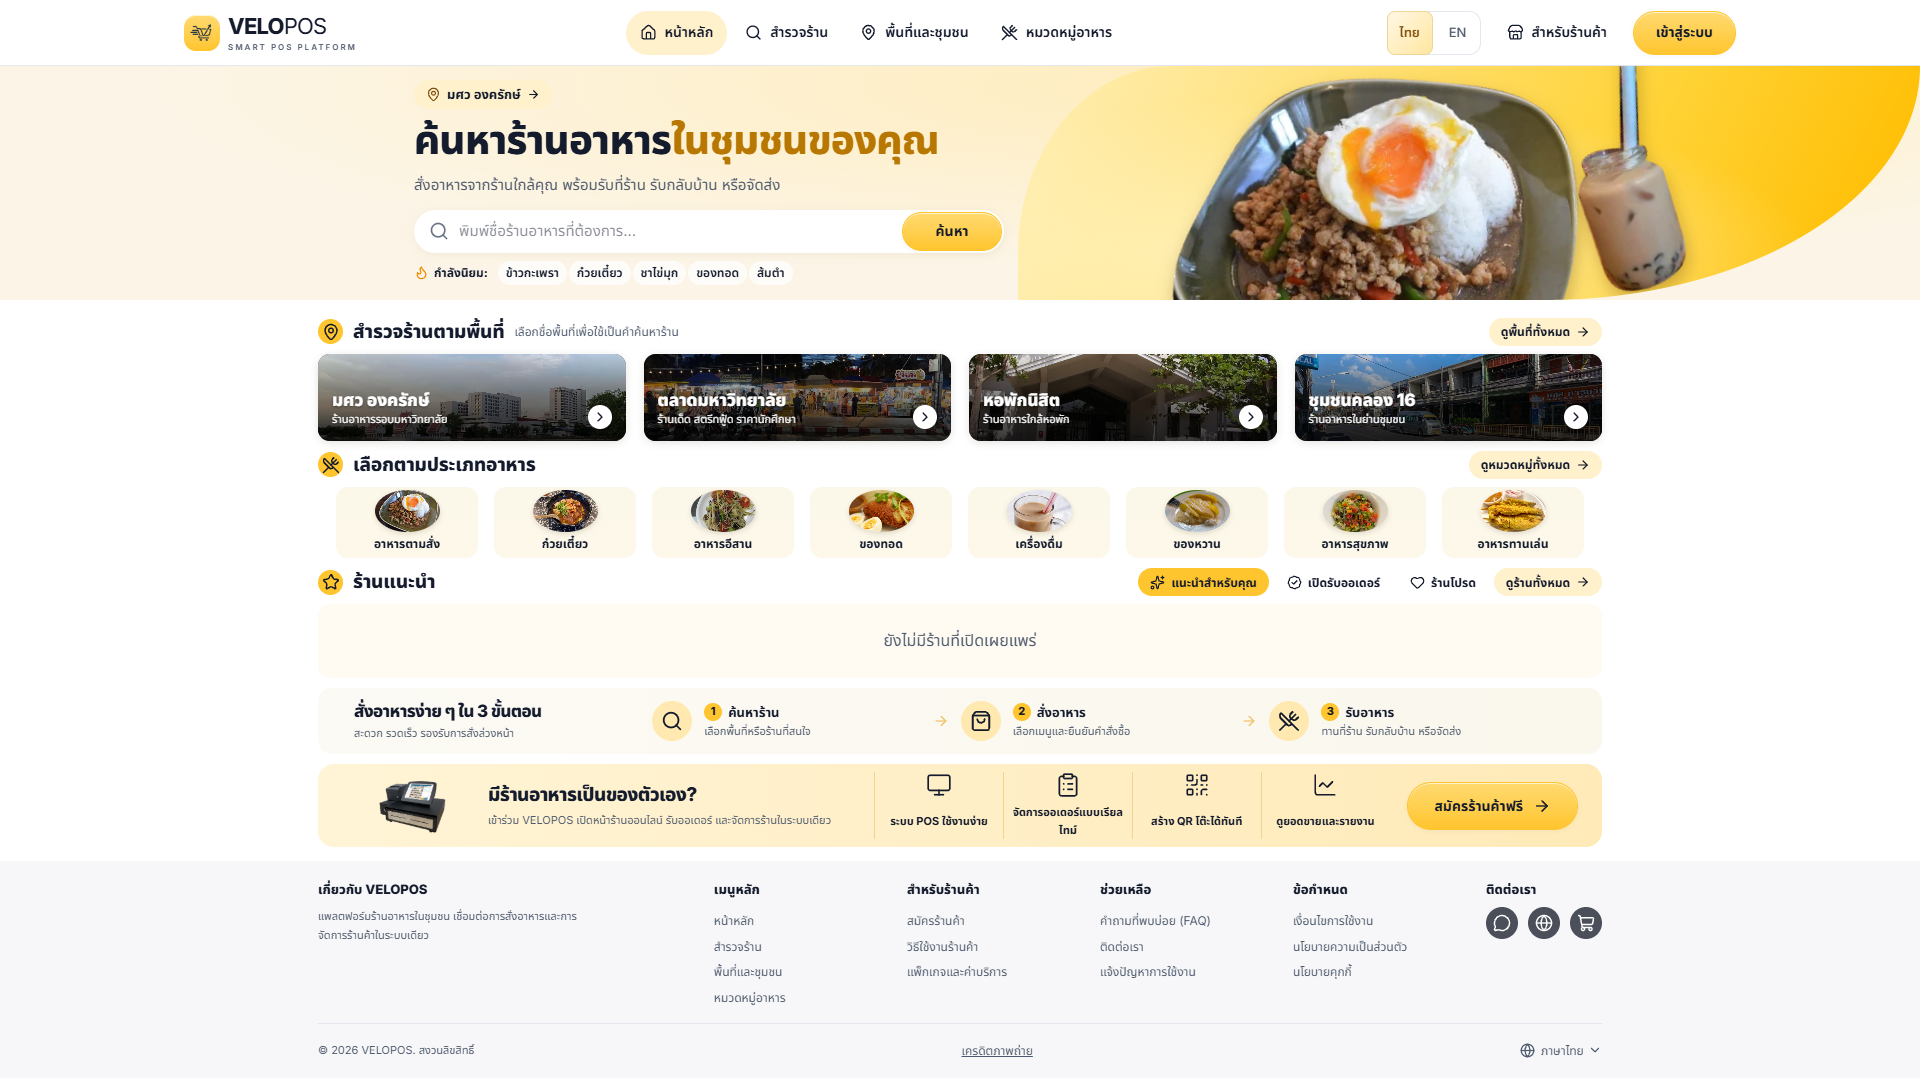 VELOPOS
SMART POS PLATFORM
หน้าหลัก
สำรวจร้าน
พื้นที่และชุมชน
หมวดหมู่อาหาร
ไทย
EN
สำหรับร้านค้า
เข้าสู่ระบบ
มศว องครักษ์
ค้นหาร้านอาหารในชุมชนของคุณ
สั่งอาหารจากร้านใกล้คุณ พร้อมรับที่ร้าน รับกลับบ้าน หรือจัดส่ง
พิมพ์ชื่อร้านอาหารที่ต้องการ...
ค้นหา
กำลังนิยม:
ข้าวกะเพรา
ก๋วยเตี๋ยว
ชาไข่มุก
ของทอด
ส้มตำ
สำรวจร้านตามพื้นที่
เลือกชื่อพื้นที่เพื่อใช้เป็นคำค้นหาร้าน
ดูพื้นที่ทั้งหมด
มศว องครักษ์
ร้านอาหารรอบมหาวิทยาลัย
ตลาดมหาวิทยาลัย
ร้านเด็ด สตรีทฟู้ด ราคานักศึกษา
หอพักนิสิต
ร้านอาหารใกล้หอพัก
ชุมชนคลอง 16
ร้านอาหารในย่านชุมชน
เลือกตามประเภทอาหาร
ดูหมวดหมู่ทั้งหมด
อาหารตามสั่ง
ก๋วยเตี๋ยว
อาหารอีสาน
ของทอด
เครื่องดื่ม
ของหวาน
อาหารสุขภาพ
อาหารทานเล่น
ร้านแนะนำ
แนะนำสำหรับคุณ
เปิดรับออเดอร์
ร้านโปรด
ดูร้านทั้งหมด
ยังไม่มีร้านที่เปิดเผยแพร่
สั่งอาหารง่าย ๆ ใน 3 ขั้นตอน
สะดวก รวดเร็ว รองรับการสั่งล่วงหน้า
1 ค้นหาร้าน
เลือกพื้นที่หรือร้านที่สนใจ
2 สั่งอาหาร
เลือกเมนูและยืนยันคำสั่งซื้อ
3 รับอาหาร
ทานที่ร้าน รับกลับบ้าน หรือจัดส่ง
มีร้านอาหารเป็นของตัวเอง?
เข้าร่วม VELOPOS เปิดหน้าร้านออนไลน์ รับออเดอร์ และจัดการร้านในระบบเดียว
ระบบ POS ใช้งานง่าย
จัดการออเดอร์แบบเรียล
ไทม์
สร้าง QR โต๊ะได้ทันที
ดูยอดขายและรายงาน
สมัครร้านค้าฟรี
เกี่ยวกับ VELOPOS
แพลตฟอร์มร้านอาหารในชุมชน เชื่อมต่อการสั่งอาหารและการ
จัดการร้านค้าในระบบเดียว
เมนูหลัก
หน้าหลัก
สำรวจร้าน
พื้นที่และชุมชน
หมวดหมู่อาหาร
สำหรับร้านค้า
สมัครร้านค้า
วิธีใช้งานร้านค้า
แพ็กเกจและค่าบริการ
ช่วยเหลือ
คำถามที่พบบ่อย (FAQ)
ติดต่อเรา
แจ้งปัญหาการใช้งาน
ข้อกำหนด
เงื่อนไขการใช้งาน
นโยบายความเป็นส่วนตัว
นโยบายคุกกี้
ติดต่อเรา
© 2026 VELOPOS. สงวนลิขสิทธิ์
เครดิตภาพถ่าย
ภาษาไทย